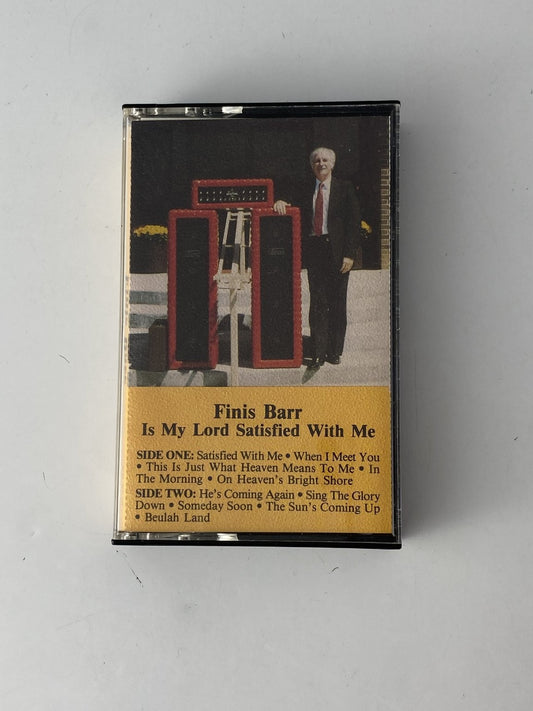 Finis Barr
Is My Lord Satisfied With Me
SIDE ONE: Satisfied With Me • When I Meet You
• This Is Just What Heaven Means To Me • In
The Morning • On Heaven's Bright Shore
SIDE TWO: He's Coming Again • Sing The Glory
Down • Someday Soon • The Sun's Coming Up
• Beulah Land